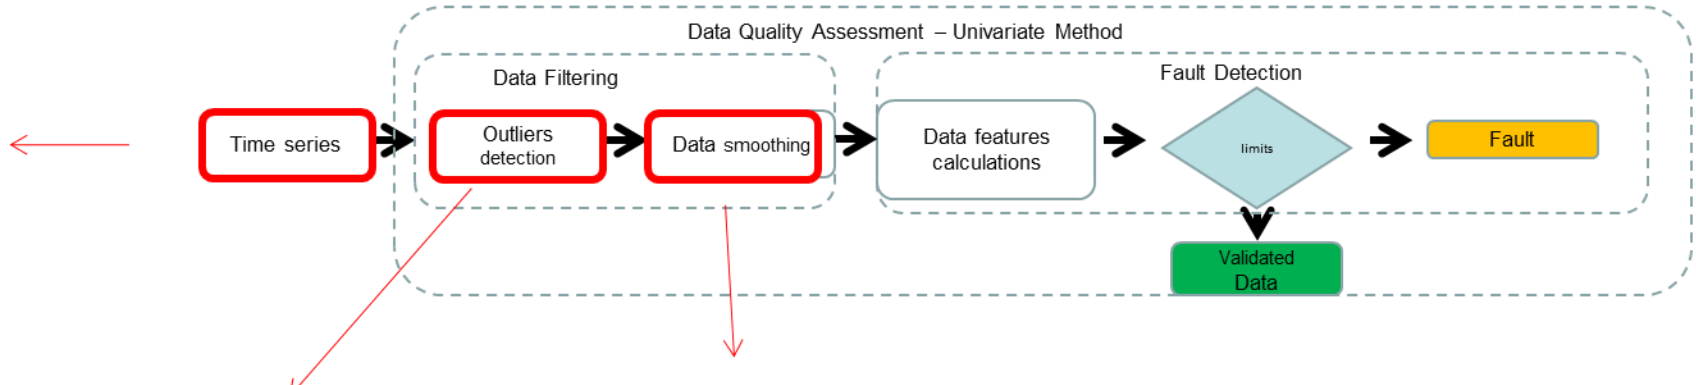 Data Quality Assessment – Univariate Method
Data Filtering
Fault Detection
Time series
Outliers
detection
Data smoothing
Data features
calculations
limits
Fault
Validated
Data